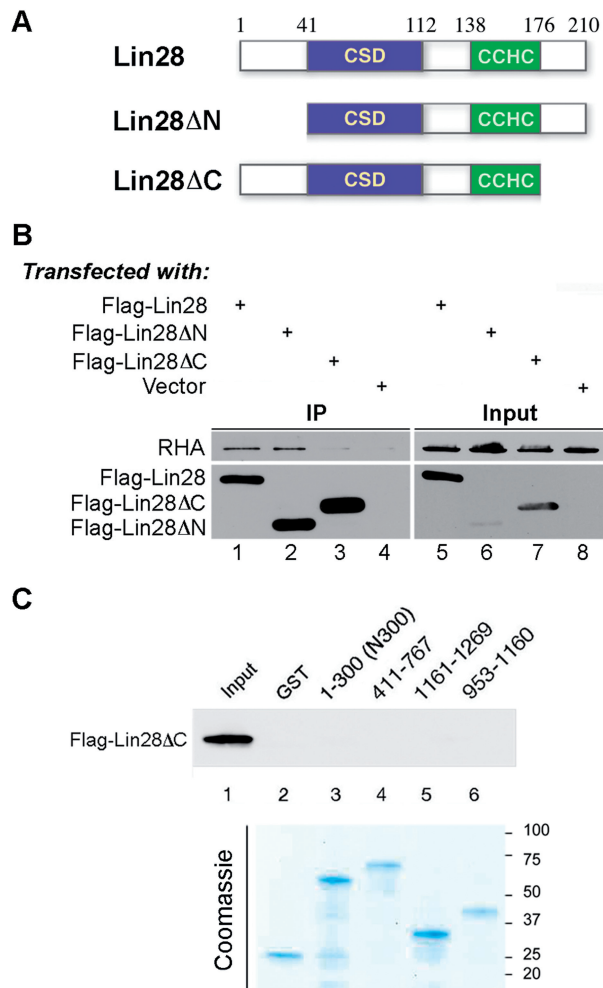 A
1 41 112 138 176 210
Lin28 CSD CCHC
Lin28ΔN CSD CCHC
Lin28ΔC CSD CCHC
B
Transfected with:
Flag-Lin28 + +
Flag-Lin28ΔN + +
Flag-Lin28ΔC + +
Vector + +
IP Input
RHA
Flag-Lin28
Flag-Lin28ΔC
Flag-Lin28ΔN
1 2 3 4 5 6 7 8
C
Input GST 1-300 (N300) 411-767 1161-1269 953-1160
Flag-Lin28ΔC
1 2 3 4 5 6
Coomassie
100
75
50
37
25
20